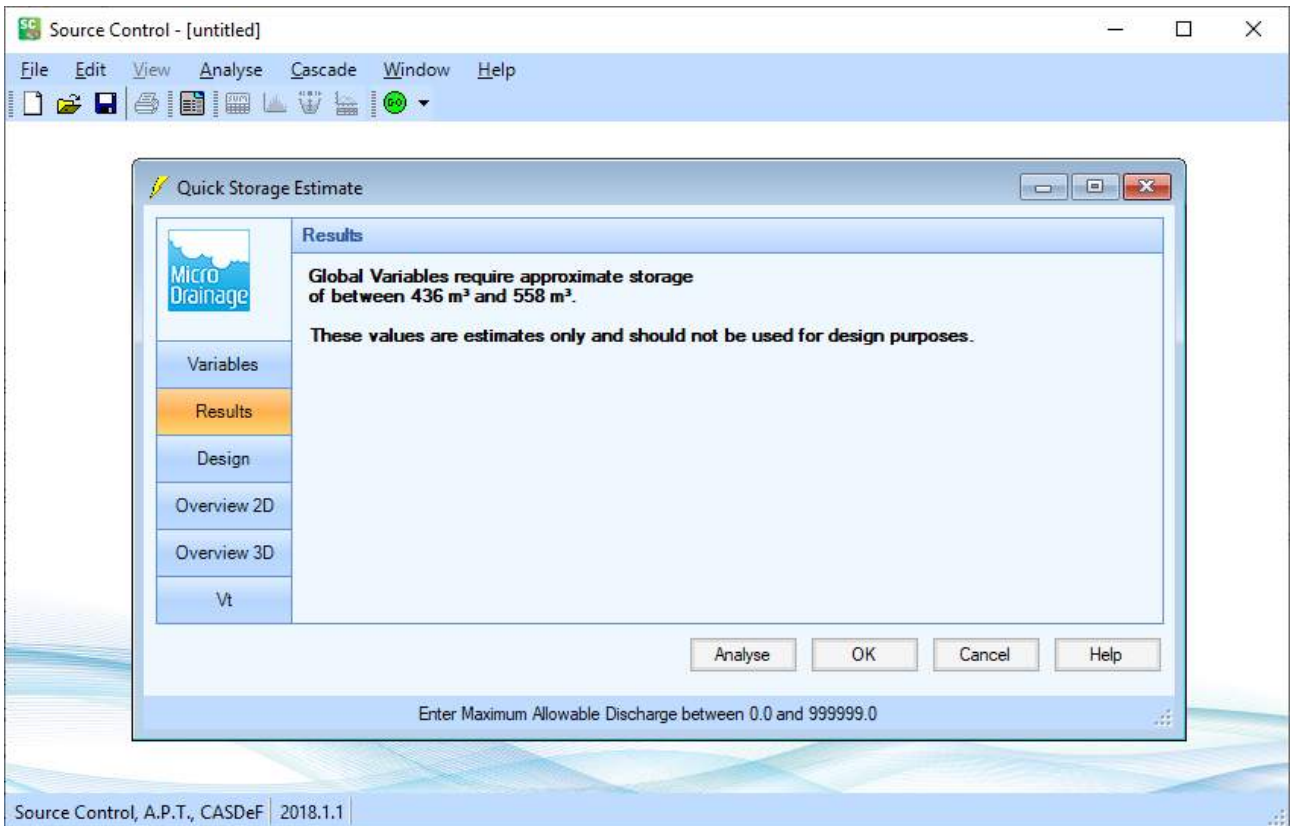 Source Control - [untitled]
File Edit View Analyse Cascade Window Help
GO
Quick Storage Estimate
Micro
Drainage
Results
Global Variables require approximate storage
of between 436 m³ and 558 m³.
These values are estimates only and should not be used for design purposes.
Variables
Results
Design
Overview 2D
Overview 3D
Vt
Analyse OK Cancel Help
Enter Maximum Allowable Discharge between 0.0 and 999999.0
Source Control, A.P.T., CASDeF 2018.1.1